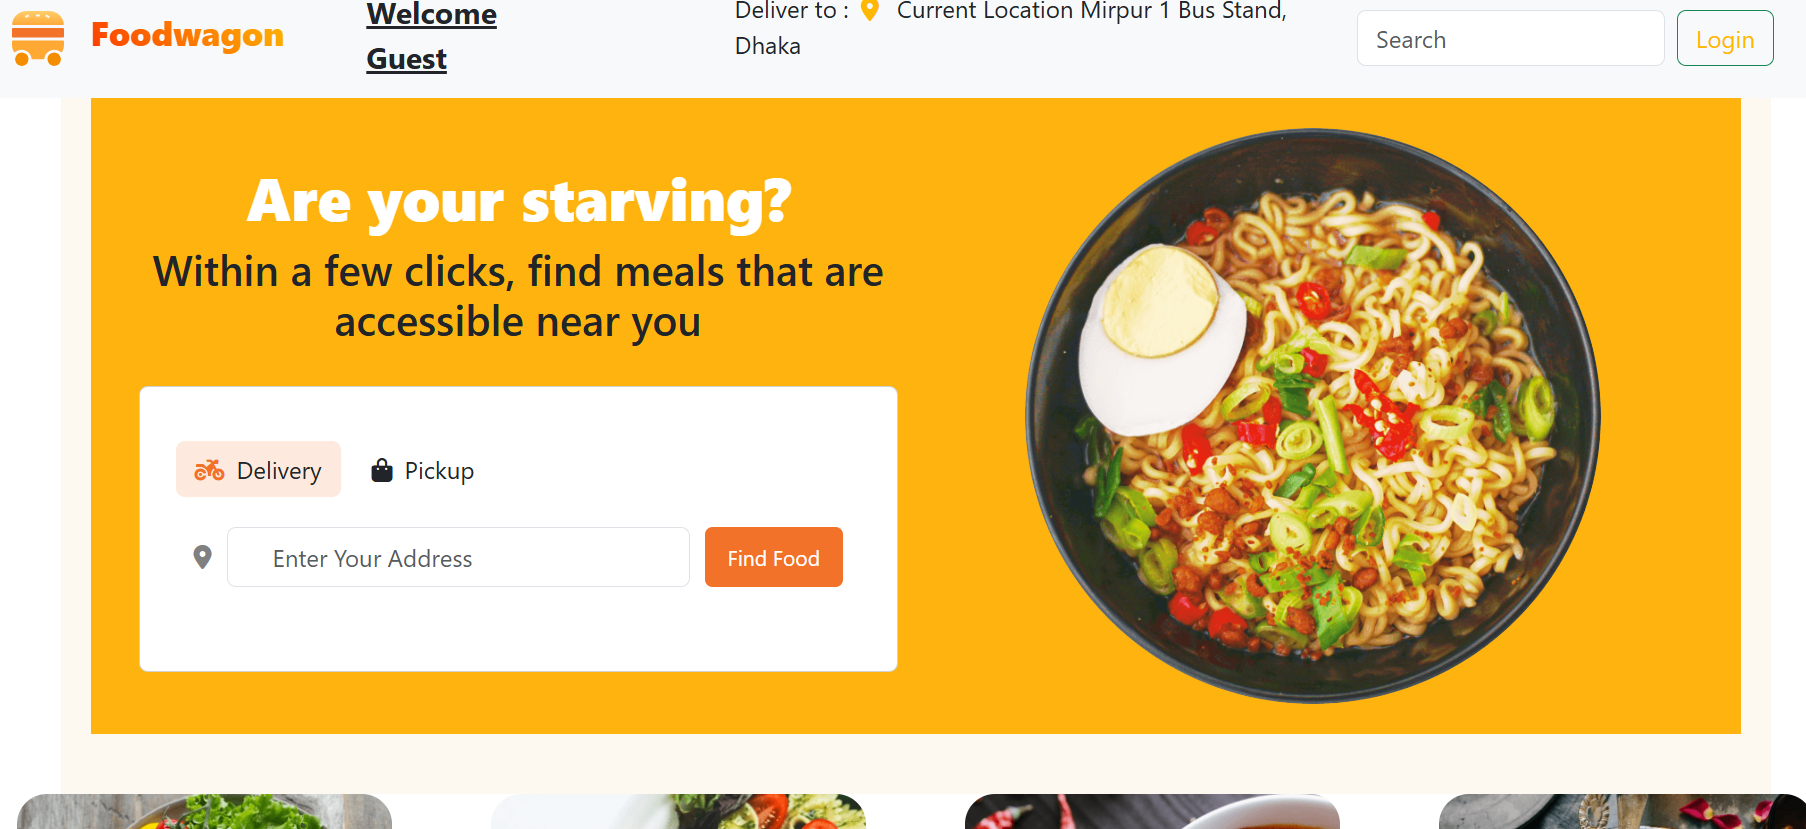 Foodwagon
Welcome
Guest
Deliver to : Current Location Mirpur 1 Bus Stand,
Dhaka
Search
Login
Are your starving?
Within a few clicks, find meals that are
accessible near you
Delivery
Pickup
Enter Your Address
Find Food